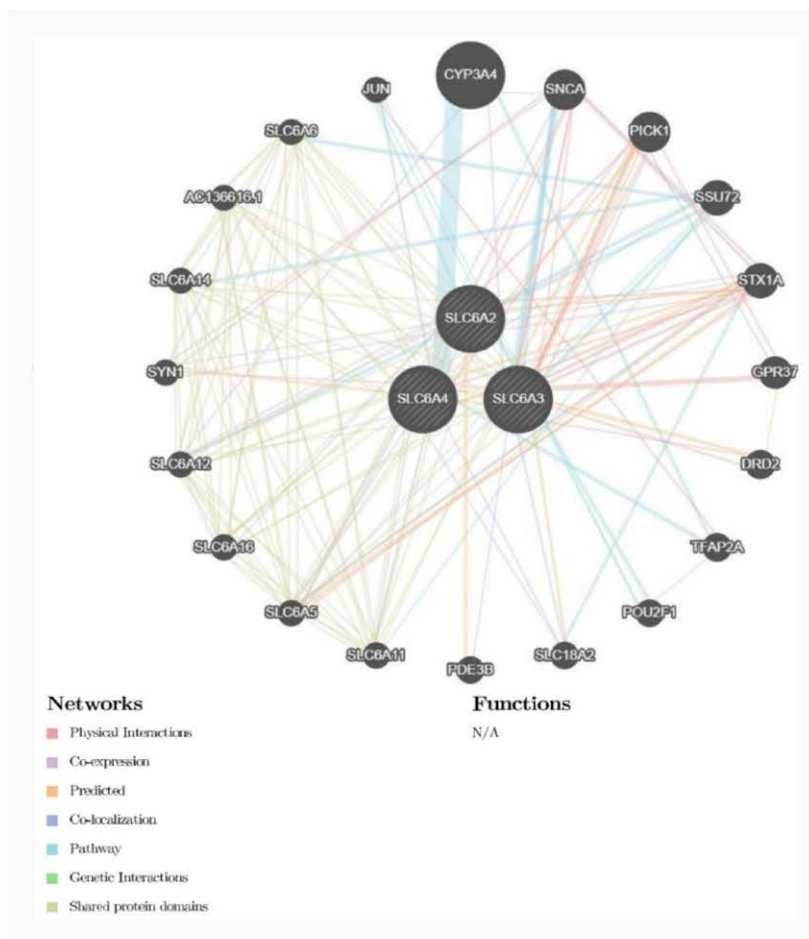 CYP3A4
JUN
SNCA
SLC6A6
PICK1
AC136616.1
SSU72
SLC6A14
STX1A
SLC6A2
SYN1
GPR37
SLC6A4
SLC6A3
SLC6A12
DRD2
SLC6A16
TFAP2A
SLC6A5
POU2F1
SLC6A11
SLC18A2
PDE3B
Networks
Functions
Physical Interactions
N/A
Co-expression
Predicted
Co-localization
Pathway
Genetic Interactions
Shared protein domains